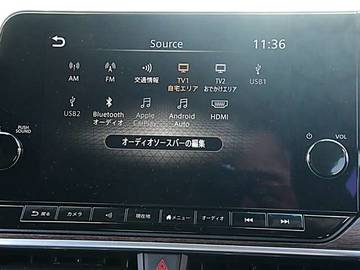 Source 11:36
AM FM 交通情報 TV1 TV2 USB1
自宅エリア おでかけエリア
USB2 Bluetooth Apple Android HDMI
オーディオ CarPlay Auto
オーディオソースバーの編集
PUSH VOL
SOUND
戻る カメラ 現在地 メニュー オーディオ